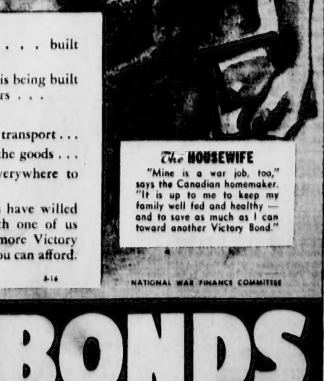 . . . . built
is being built
rs . . .
transport . . .
he goods . . .
verywhere to
have willed
th one of us
more Victory
ou can afford.
5-16
The HOUSEWIFE
"Mine is a war job, too,"
says the Canadian homemaker.
"It is up to me to keep my
family well fed and healthy —
and to save as much as I can
toward another Victory Bond."
NATIONAL WAR FINANCE COMMITTEE
BONDS